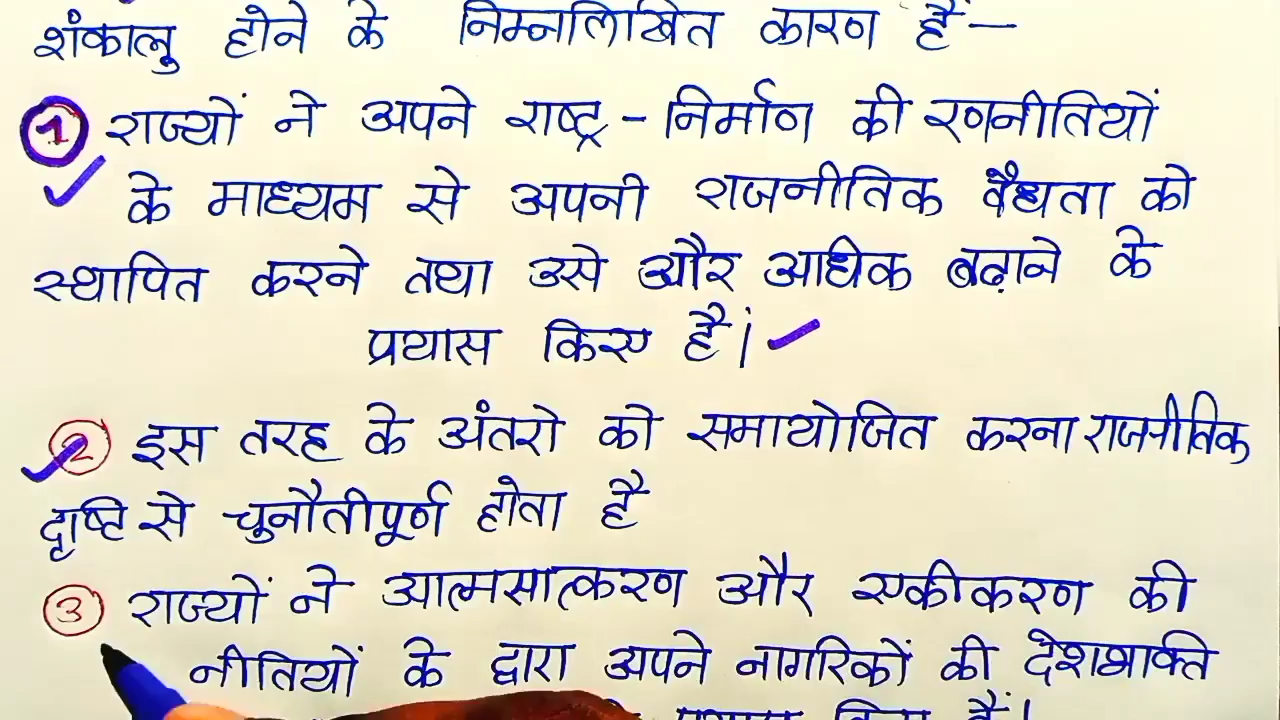 शंकालु होने के निम्नलिखित कारण हैं—
1 राज्यों ने अपने राष्ट्र-निर्माण की रणनीतियों
के माध्यम से अपनी राजनीतिक वैधता को
स्थापित करने तथा उसे और अधिक बढ़ाने के
प्रयास किए हैं।
2 इस तरह के अंतरो को समायोजित करना राजनीतिक
दृष्टि से चुनौतीपूर्ण होता है
3 राज्यों ने आत्मसात्करण और एकीकरण की
नीतियों के द्वारा अपने नागरिकों की देशभक्ति
प्रयास किए हैं।